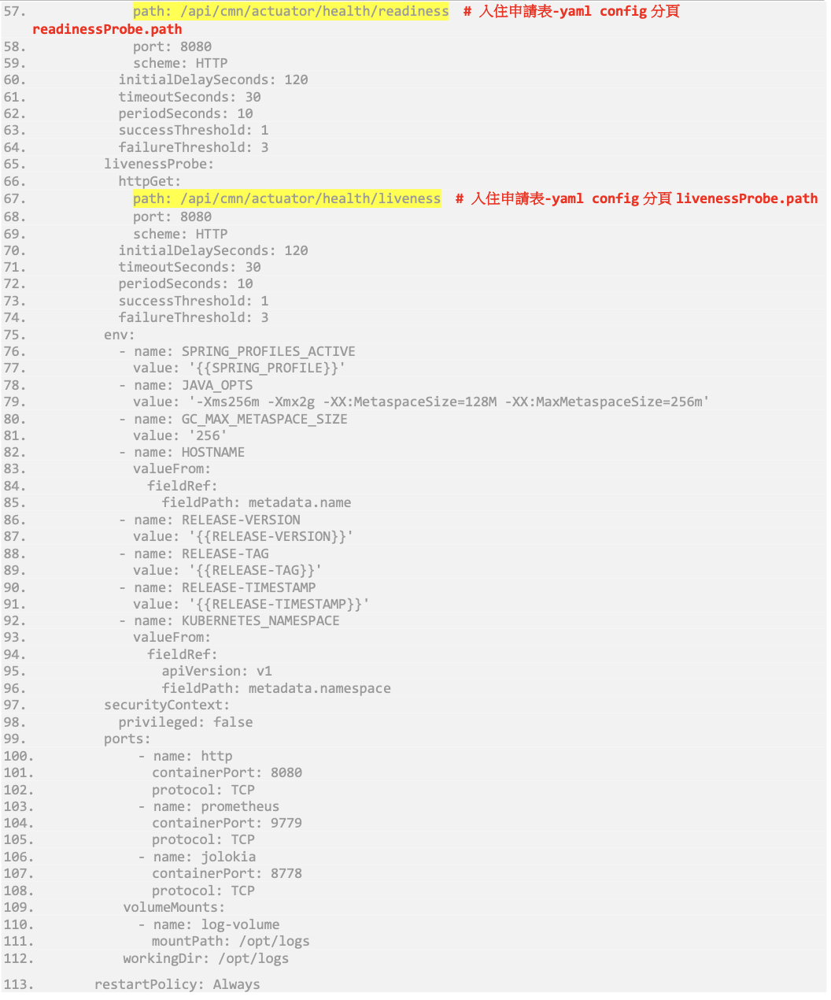 57.              path: /api/cmn/actuator/health/readiness  # 入住申請表-yaml config 分頁
readinessProbe.path
58.              port: 8080
59.              scheme: HTTP
60.            initialDelaySeconds: 120
61.            timeoutSeconds: 30
62.            periodSeconds: 10
63.            successThreshold: 1
64.            failureThreshold: 3
65.          livenessProbe:
66.            httpGet:
67.              path: /api/cmn/actuator/health/liveness  # 入住申請表-yaml config 分頁 livenessProbe.path
68.              port: 8080
69.              scheme: HTTP
70.            initialDelaySeconds: 120
71.            timeoutSeconds: 30
72.            periodSeconds: 10
73.            successThreshold: 1
74.            failureThreshold: 3
75.          env:
76.            - name: SPRING_PROFILES_ACTIVE
77.              value: '{{SPRING_PROFILE}}'
78.            - name: JAVA_OPTS
79.              value: '-Xms256m -Xmx2g -XX:MetaspaceSize=128M -XX:MaxMetaspaceSize=256m'
80.            - name: GC_MAX_METASPACE_SIZE
81.              value: '256'
82.            - name: HOSTNAME
83.              valueFrom:
84.                fieldRef:
85.                  fieldPath: metadata.name
86.            - name: RELEASE-VERSION
87.              value: '{{RELEASE-VERSION}}'
88.            - name: RELEASE-TAG
89.              value: '{{RELEASE-TAG}}'
90.            - name: RELEASE-TIMESTAMP
91.              value: '{{RELEASE-TIMESTAMP}}'
92.            - name: KUBERNETES_NAMESPACE
93.              valueFrom:
94.                fieldRef:
95.                  apiVersion: v1
96.                  fieldPath: metadata.namespace
97.          securityContext:
98.            privileged: false
99.          ports:
100.              - name: http
101.                containerPort: 8080
102.                protocol: TCP
103.              - name: prometheus
104.                containerPort: 9779
105.                protocol: TCP
106.              - name: jolokia
107.                containerPort: 8778
108.                protocol: TCP
109.            volumeMounts:
110.              - name: log-volume
111.                mountPath: /opt/logs
112.            workingDir: /opt/logs
113.        restartPolicy: Always